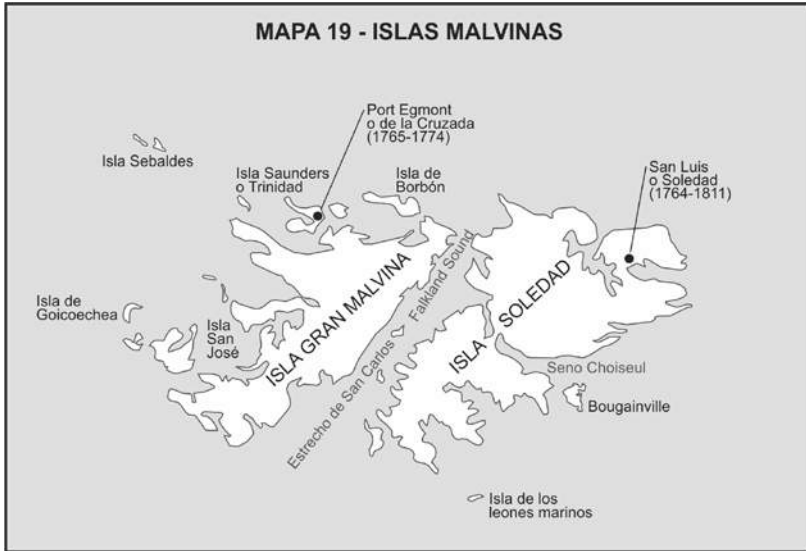 MAPA 19 - ISLAS MALVINAS
Port Egmont
o de la Cruzada
(1765-1774)
Isla Sebaldes
Isla Saunders
o Trinidad
Isla de
Borbón
San Luis
o Soledad
(1764-1811)
Isla de
Goicoechea
Isla
San
José
ISLA GRAN MALVINA
Estrecho de San Carlos
Falkland Sound
ISLA SOLEDAD
Seno Choiseul
Bougainville
Isla de los
leones marinos